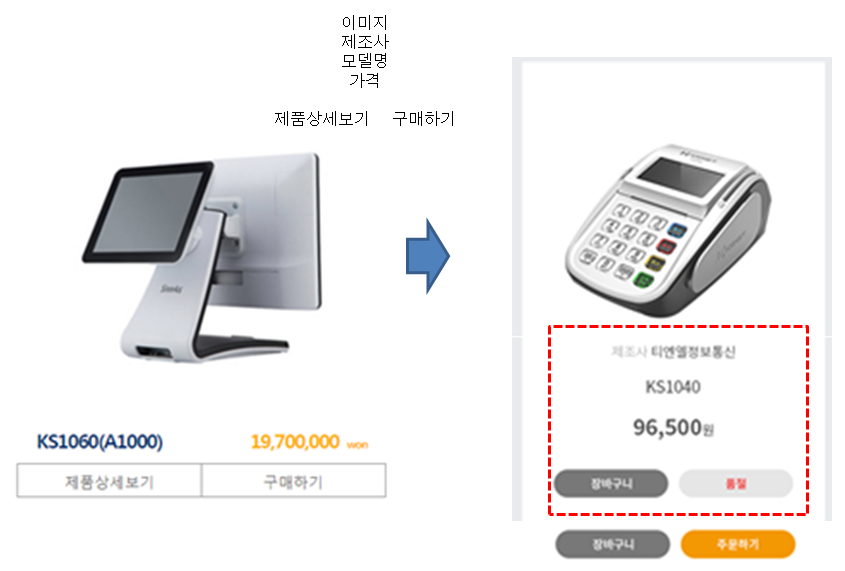 이미지
제조사
모델명
가격
제품상세보기 구매하기
KS1060(A1000) 19,700,000 won
제품상세보기 구매하기
제조사 티엔엘정보통신
KS1040
96,500원
장바구니 품절
장바구니 주문하기